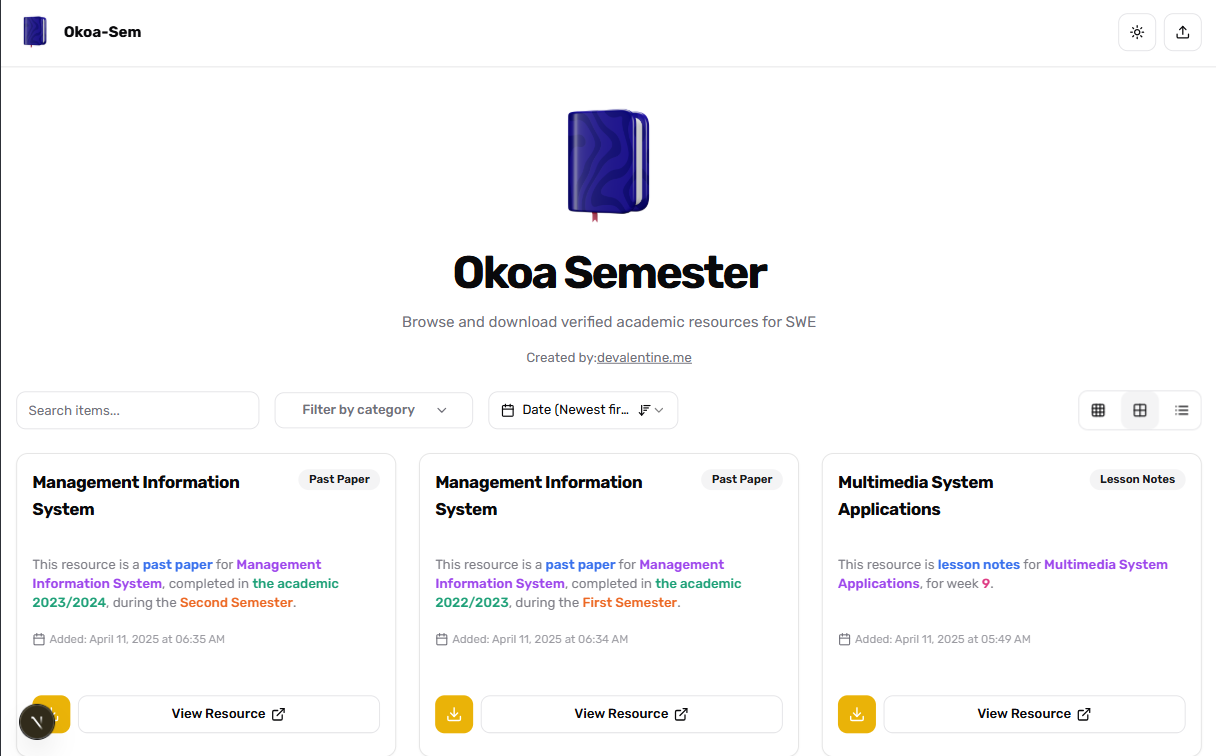 Okoa-Sem
Okoa Semester
Browse and download verified academic resources for SWE
Created by:devalentine.me
Search items...
Filter by category
Date (Newest fir...
Management Information
System
Past Paper
This resource is a past paper for Management
Information System, completed in the academic
2023/2024, during the Second Semester.
Added: April 11, 2025 at 06:35 AM
View Resource
Management Information
System
Past Paper
This resource is a past paper for Management
Information System, completed in the academic
2022/2023, during the First Semester.
Added: April 11, 2025 at 06:34 AM
View Resource
Multimedia System
Applications
Lesson Notes
This resource is lesson notes for Multimedia System
Applications, for week 9.
Added: April 11, 2025 at 05:49 AM
View Resource